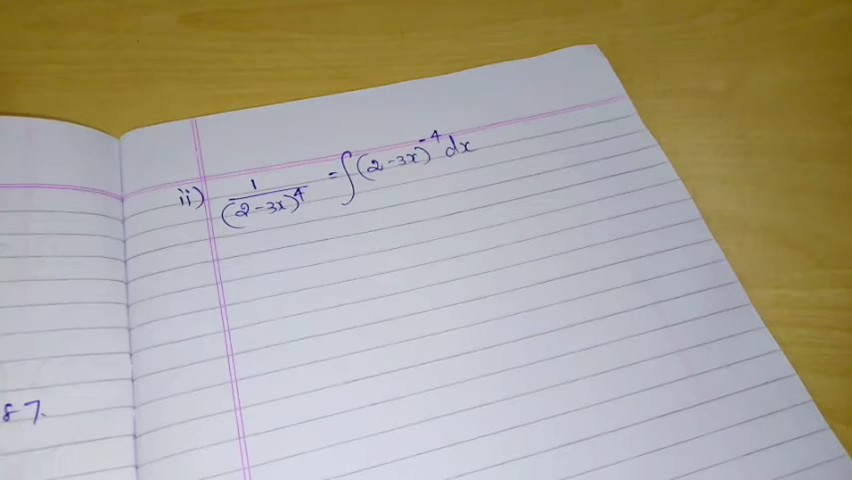 ii) 1/(2-3x)^4 = ∫(2-3x)^-4 dx
87.